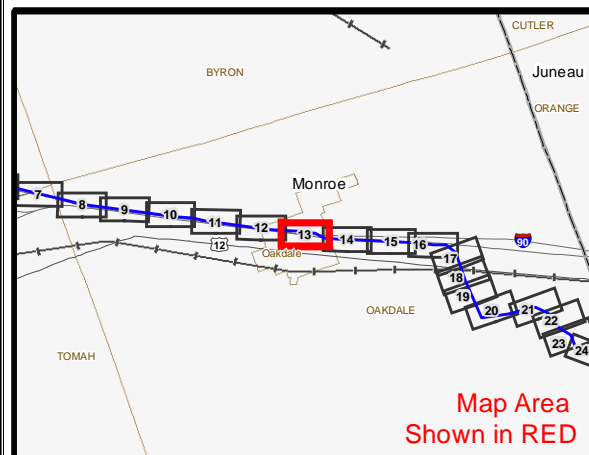 CUTLER
BYRON
Juneau
ORANGE
Monroe
7
8
9
10
11
12
13
14
15
16
90
12
Oakdale
17
18
19
20
21
22
23
24
OAKDALE
TOMAH
Map Area
Shown in RED